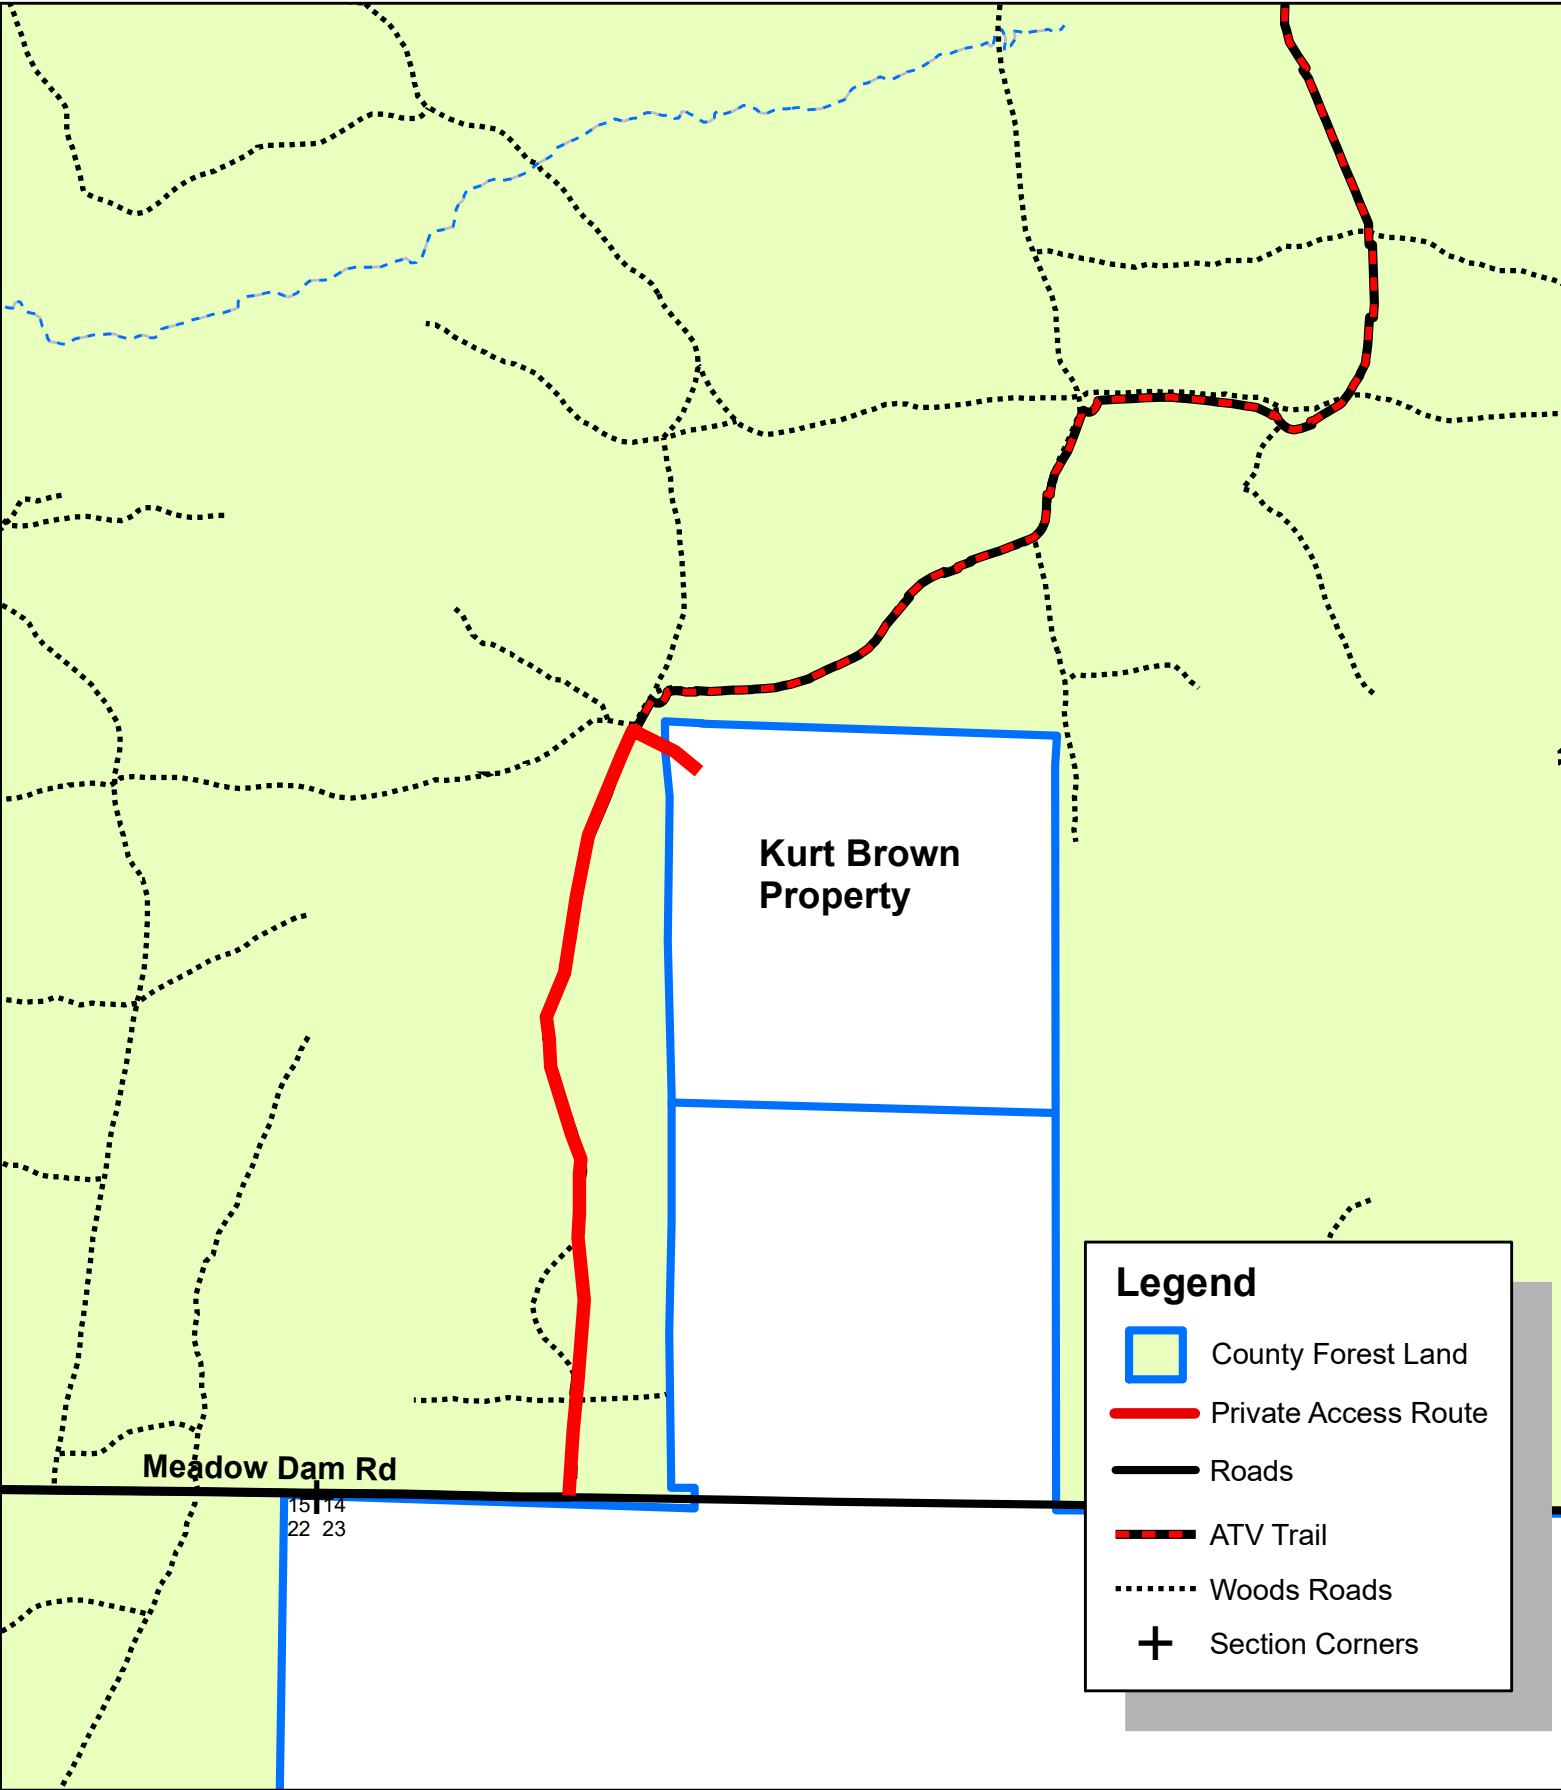 Kurt Brown
Property
Meadow Dam Rd
15 14
22 23
Legend
County Forest Land
Private Access Route
Roads
ATV Trail
Woods Roads
Section Corners